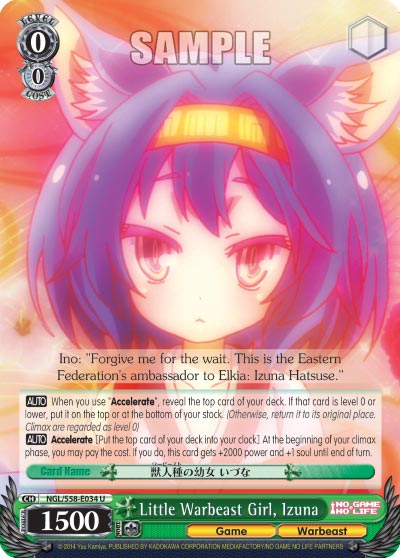 LEVEL
0
0
COST
SAMPLE
Ino: "Forgive me for the wait. This is the Eastern
Federation's ambassador to Elkia: Izuna Hatsuse."
AUTO When you use "Accelerate", reveal the top card of your deck. If that card is level 0 or
lower, put it on the top or at the bottom of your stock. (Otherwise, return it to its original place.
Climax are regarded as level 0)
AUTO Accelerate [Put the top card of your deck into your clock] At the beginning of your climax
phase, you may pay the cost. If you do, this card gets +2000 power and +1 soul until end of turn.
Card Name
獣人種の幼女 いづな
CH NGL/S58-E034 U
POWER
1500
Little Warbeast Girl, Izuna
NO GAME
NO LIFE
Game
Warbeast
© 2014 Yuu Kamiya, PUBLISHED BY KADOKAWA CORPORATION MEDIAFACTORY/NO GAME NO LIFE PARTNERS